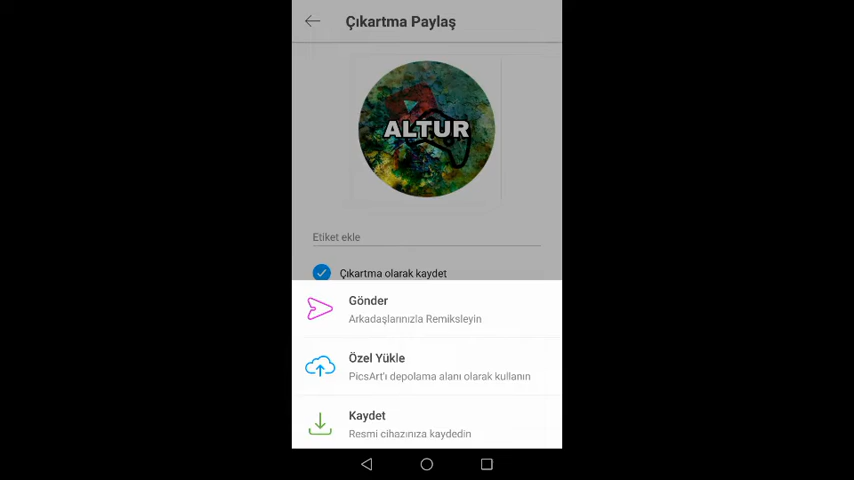 Çıkartma Paylaş
ALTUR
Etiket ekle
Çıkartma olarak kaydet
Gönder
Arkadaşlarınızla Remiksleyin
Özel Yükle
PicsArt'ı depolama alanı olarak kullanın
Kaydet
Resmi cihazınıza kaydedin